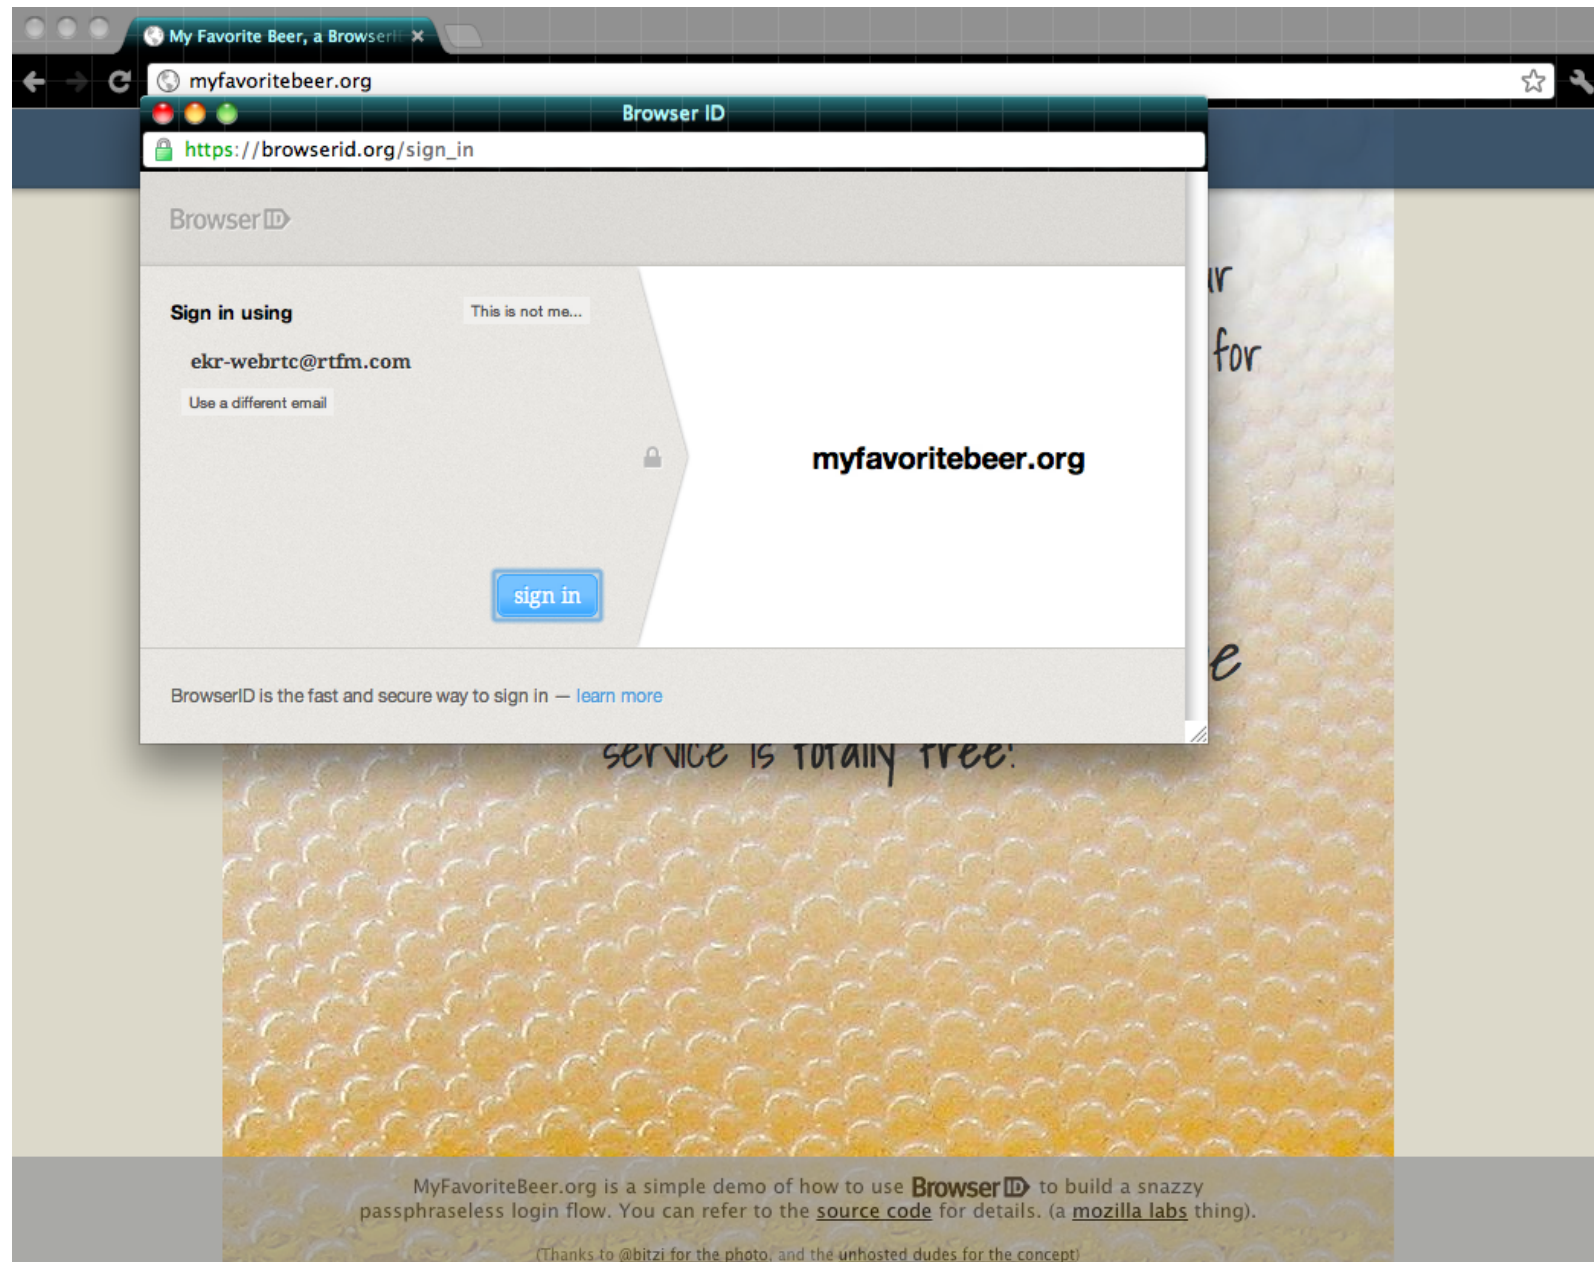 My Favorite Beer, a Browser
myfavoritebeer.org
Browser ID
https://browserid.org/sign_in
BrowserID
Sign in using
This is not me...
ekr-webrtc@rtfm.com
Use a different email
myfavoritebeer.org
sign in
BrowserID is the fast and secure way to sign in — learn more
for
service is totally free!
MyFavoriteBeer.org is a simple demo of how to use BrowserID to build a snazzy
passphraseless login flow. You can refer to the source code for details. (a mozilla labs thing).
(Thanks to @bitzi for the photo, and the unhosted dudes for the concept)